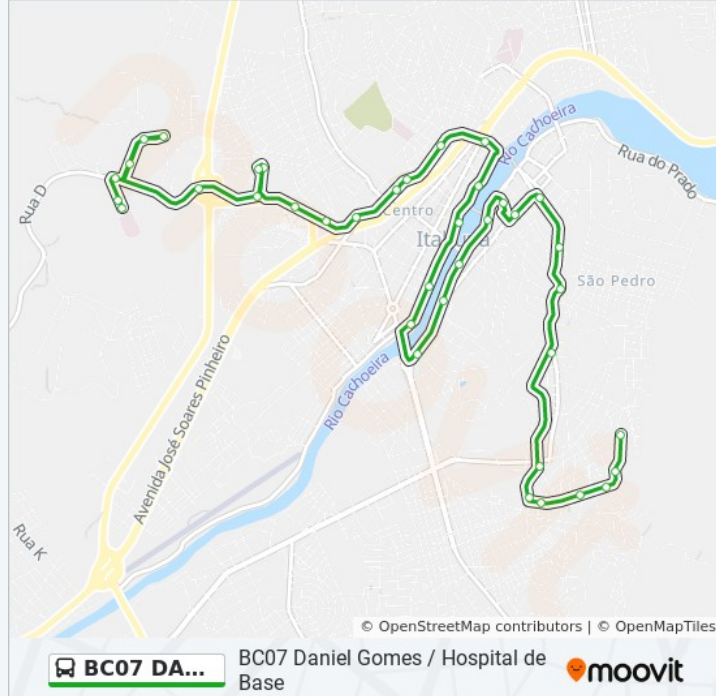 Rio Cachoeira
Rua do Prado
Rua D
Centro
Itabuna
São Pedro
Rio Cachoeira
Avenida José Soares Pinheiro
Rua K
© OpenStreetMap contributors | © OpenMapTiles
BC07 DA...
BC07 Daniel Gomes / Hospital de
Base
moovit